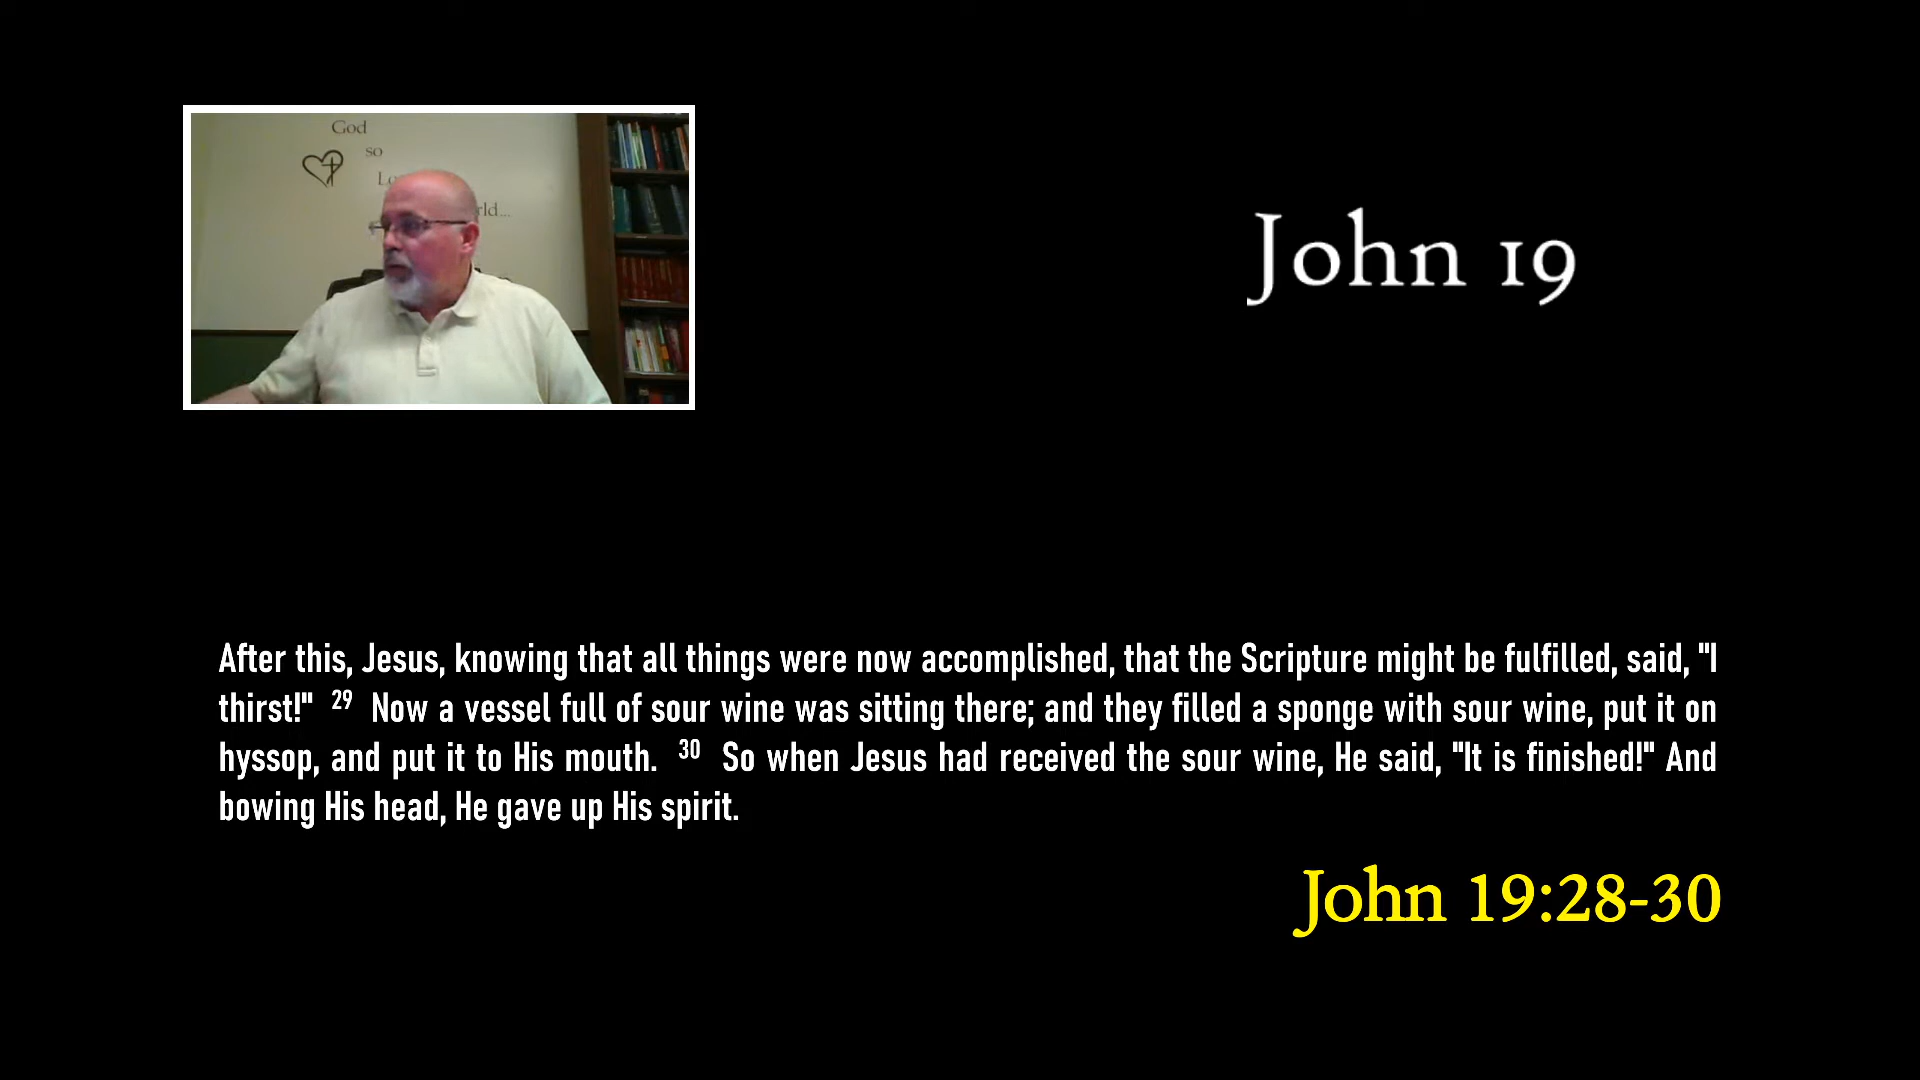 God
so
rld...
John 19
After this, Jesus, knowing that all things were now accomplished, that the Scripture might be fulfilled, said, "I
thirst!" 29 Now a vessel full of sour wine was sitting there; and they filled a sponge with sour wine, put it on
hyssop, and put it to His mouth. 30 So when Jesus had received the sour wine, He said, "It is finished!" And
bowing His head, He gave up His spirit.
John 19:28-30